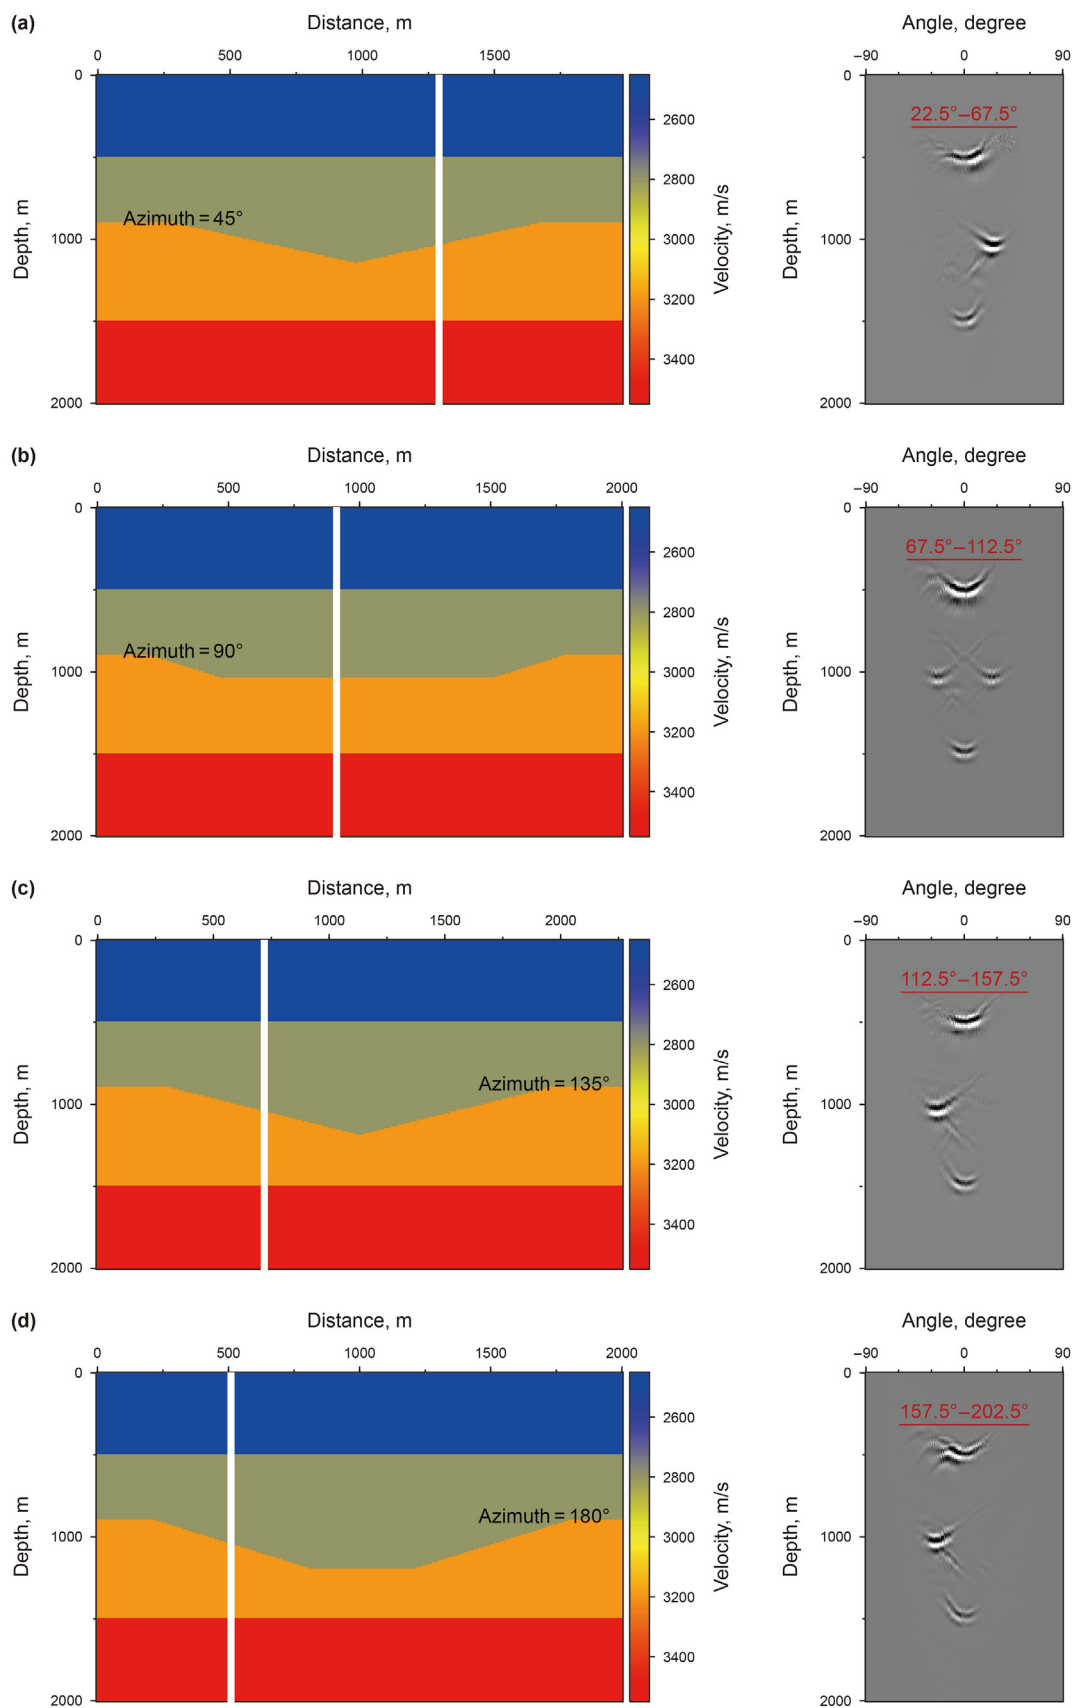 (a)
Distance, m
Angle, degree
0 500 1000 1500
–90 0 90
0
1000
2000
Depth, m
Azimuth = 45°
2600
2800
3000
3200
3400
Velocity, m/s
0
1000
2000
Depth, m
22.5°–67.5°
(b)
Distance, m
Angle, degree
0 500 1000 1500 2000
–90 0 90
0
1000
2000
Depth, m
Azimuth = 90°
2600
2800
3000
3200
3400
Velocity, m/s
0
1000
2000
Depth, m
67.5°–112.5°
(c)
Distance, m
Angle, degree
0 500 1000 1500 2000
–90 0 90
0
1000
2000
Depth, m
Azimuth = 135°
2600
2800
3000
3200
3400
Velocity, m/s
0
1000
2000
Depth, m
112.5°–157.5°
(d)
Distance, m
Angle, degree
0 500 1000 1500 2000
–90 0 90
0
1000
2000
Depth, m
Azimuth = 180°
2600
2800
3000
3200
3400
Velocity, m/s
0
1000
2000
Depth, m
157.5°–202.5°